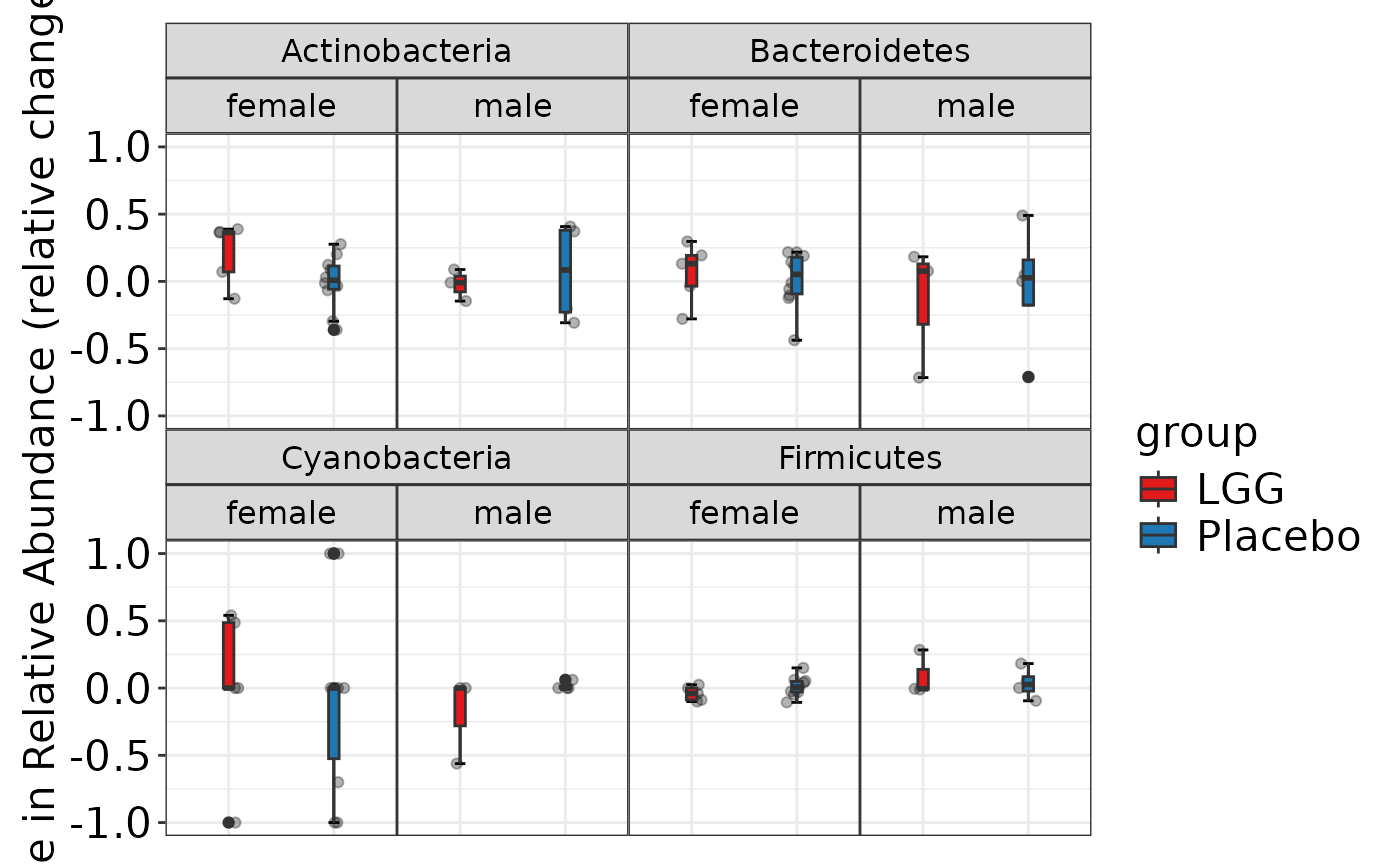 e in Relative Abundance (relative change
Actinobacteria Bacteroidetes
female male female male
1.0
0.5
0.0
-0.5
-1.0
Cyanobacteria Firmicutes
female male female male
1.0
0.5
0.0
-0.5
-1.0
group
LGG
Placebo